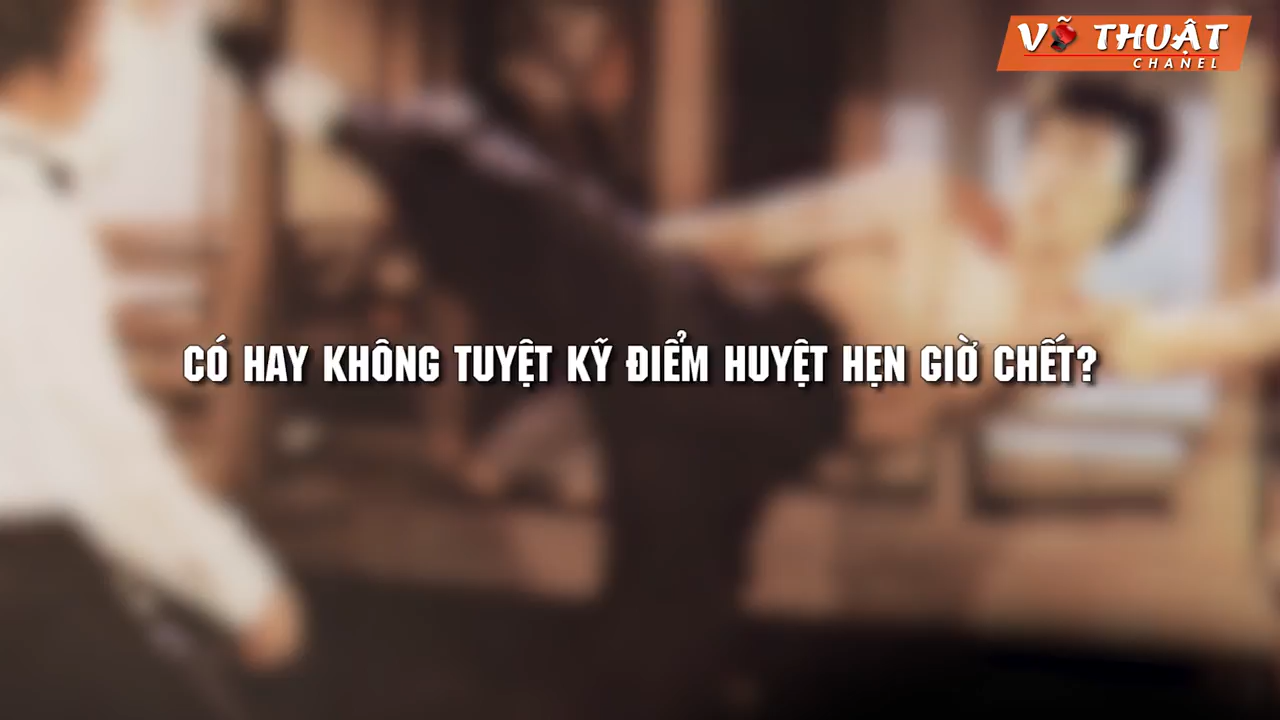 VÕ THUẬT
CHANEL
CÓ HAY KHÔNG TUYỆT KỸ ĐIỂM HUYỆT HẸN GIỜ CHẾT?